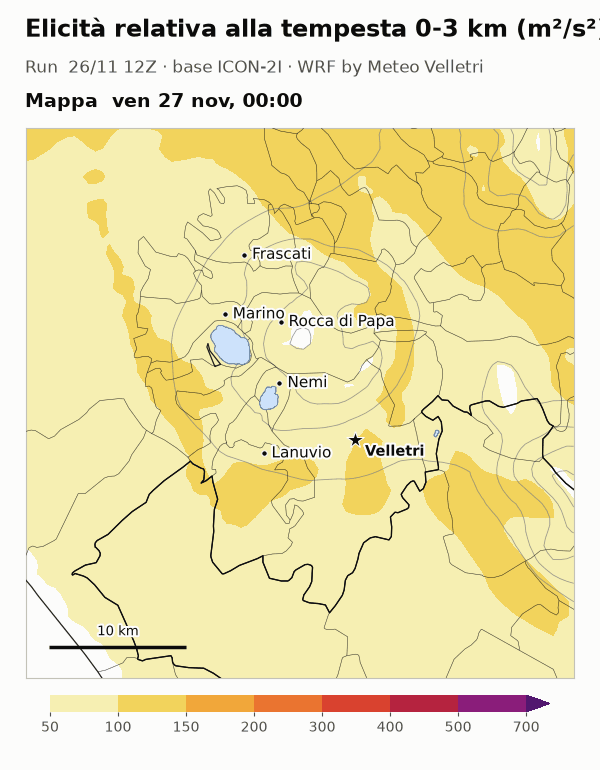 Elicità relativa alla tempesta 0-3 km (m²/s²)
Run 26/11 12Z · base ICON-2I · WRF by Meteo Velletri
Mappa ven 27 nov, 00:00
Frascati
Marino
Rocca di Papa
Nemi
Velletri
Lanuvio
10 km
50 100 150 200 300 400 500 700